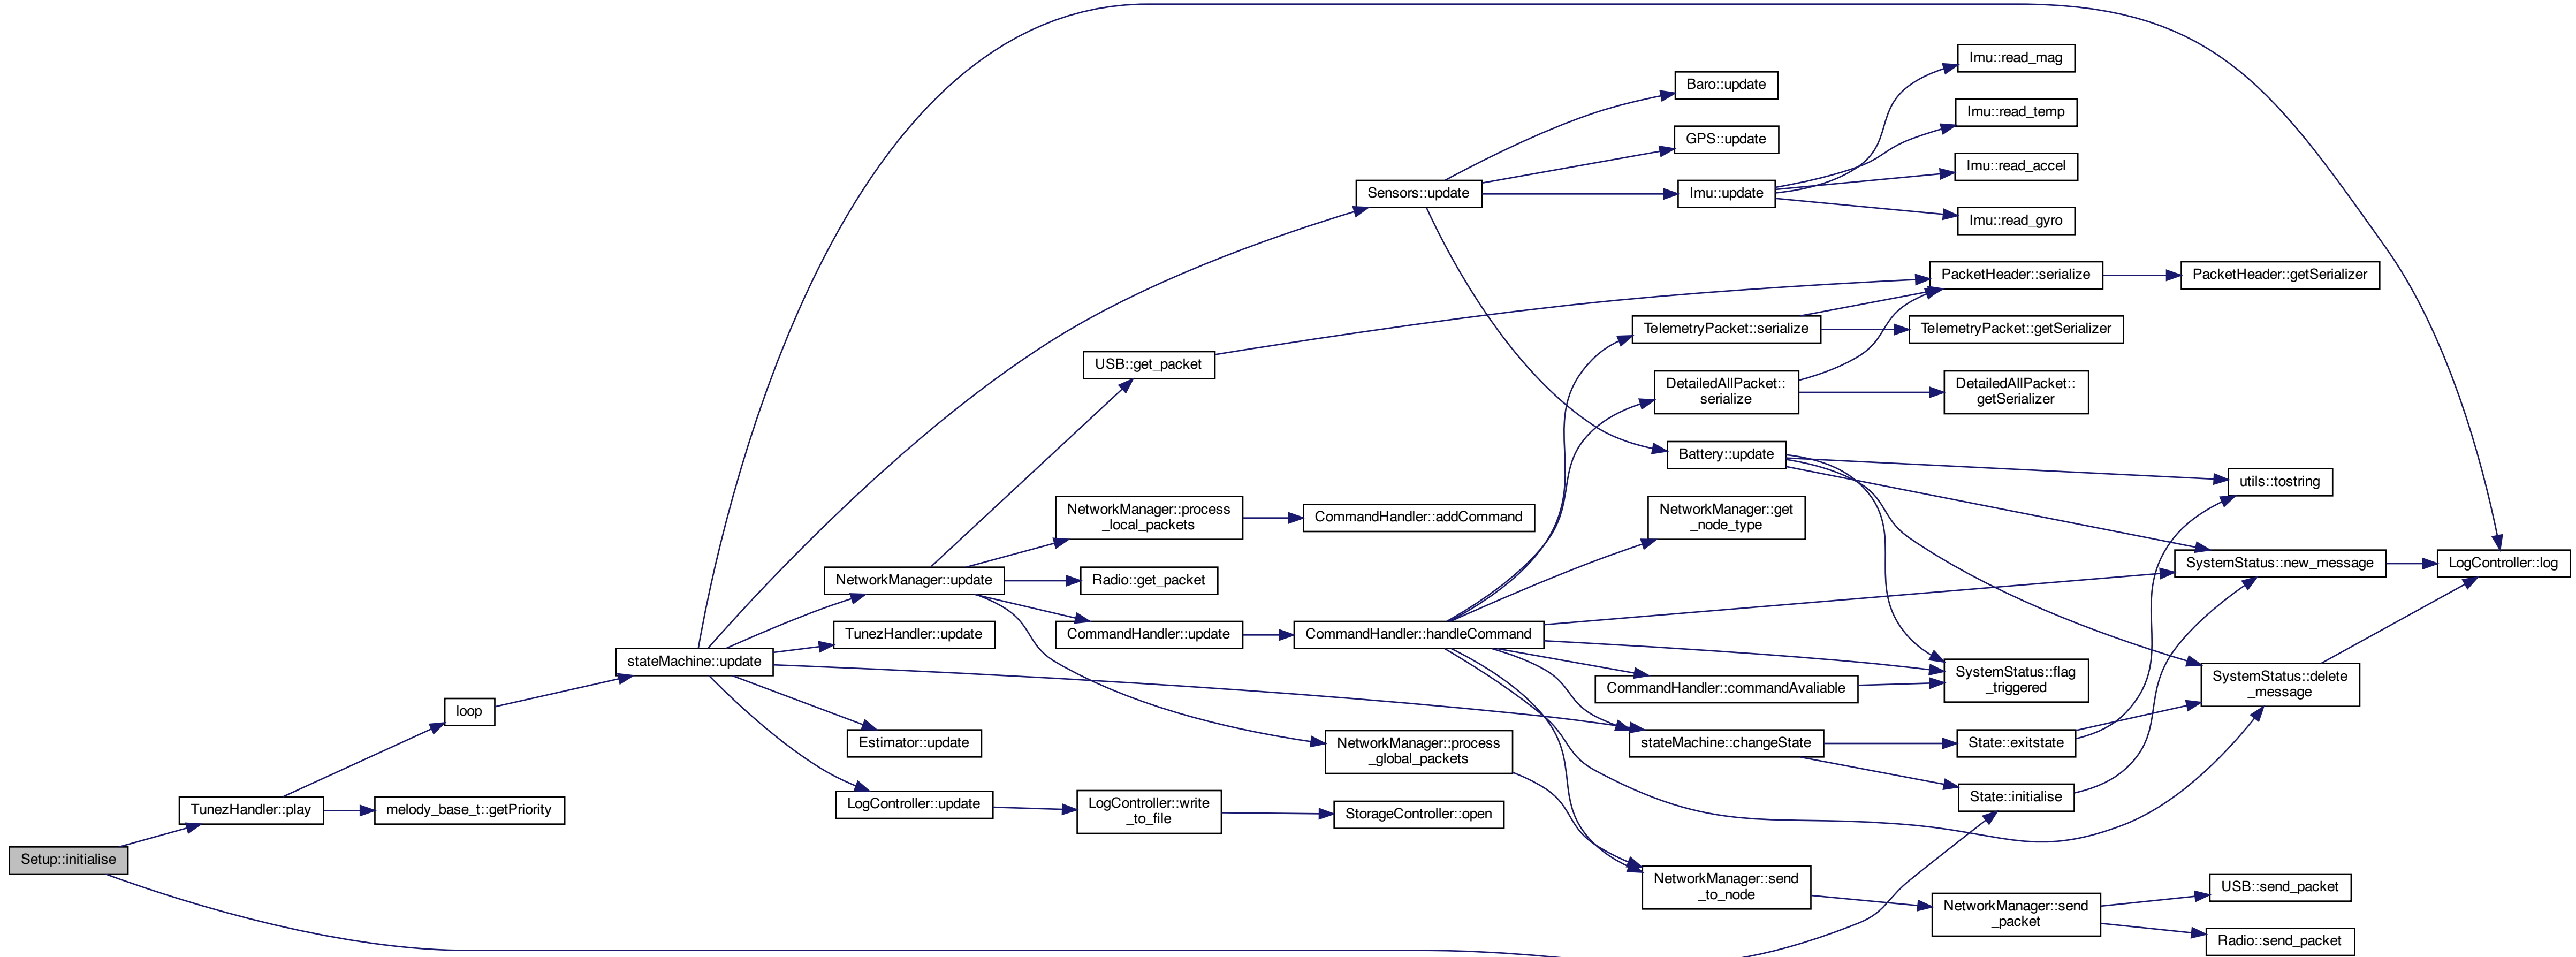 Imu::read_mag
Baro::update
Imu::read_temp
GPS::update
Imu::read_accel
Sensors::update
Imu::update
Imu::read_gyro
PacketHeader::serialize
PacketHeader::getSerializer
TelemetryPacket::serialize
TelemetryPacket::getSerializer
USB::get_packet
DetailedAllPacket::
serialize
DetailedAllPacket::
getSerializer
Battery::update
utils::tostring
NetworkManager::process
_local_packets
CommandHandler::addCommand
NetworkManager::get
_node_type
NetworkManager::update
Radio::get_packet
SystemStatus::new_message
LogController::log
TunezHandler::update
CommandHandler::update
CommandHandler::handleCommand
stateMachine::update
SystemStatus::flag
_triggered
SystemStatus::delete
_message
CommandHandler::commandAvaliable
loop
Estimator::update
NetworkManager::process
_global_packets
stateMachine::changeState
State::exitstate
TunezHandler::play
melody_base_t::getPriority
LogController::update
LogController::write
_to_file
StorageController::open
State::initialise
Setup::initialise
NetworkManager::send
_to_node
NetworkManager::send
_packet
USB::send_packet
Radio::send_packet